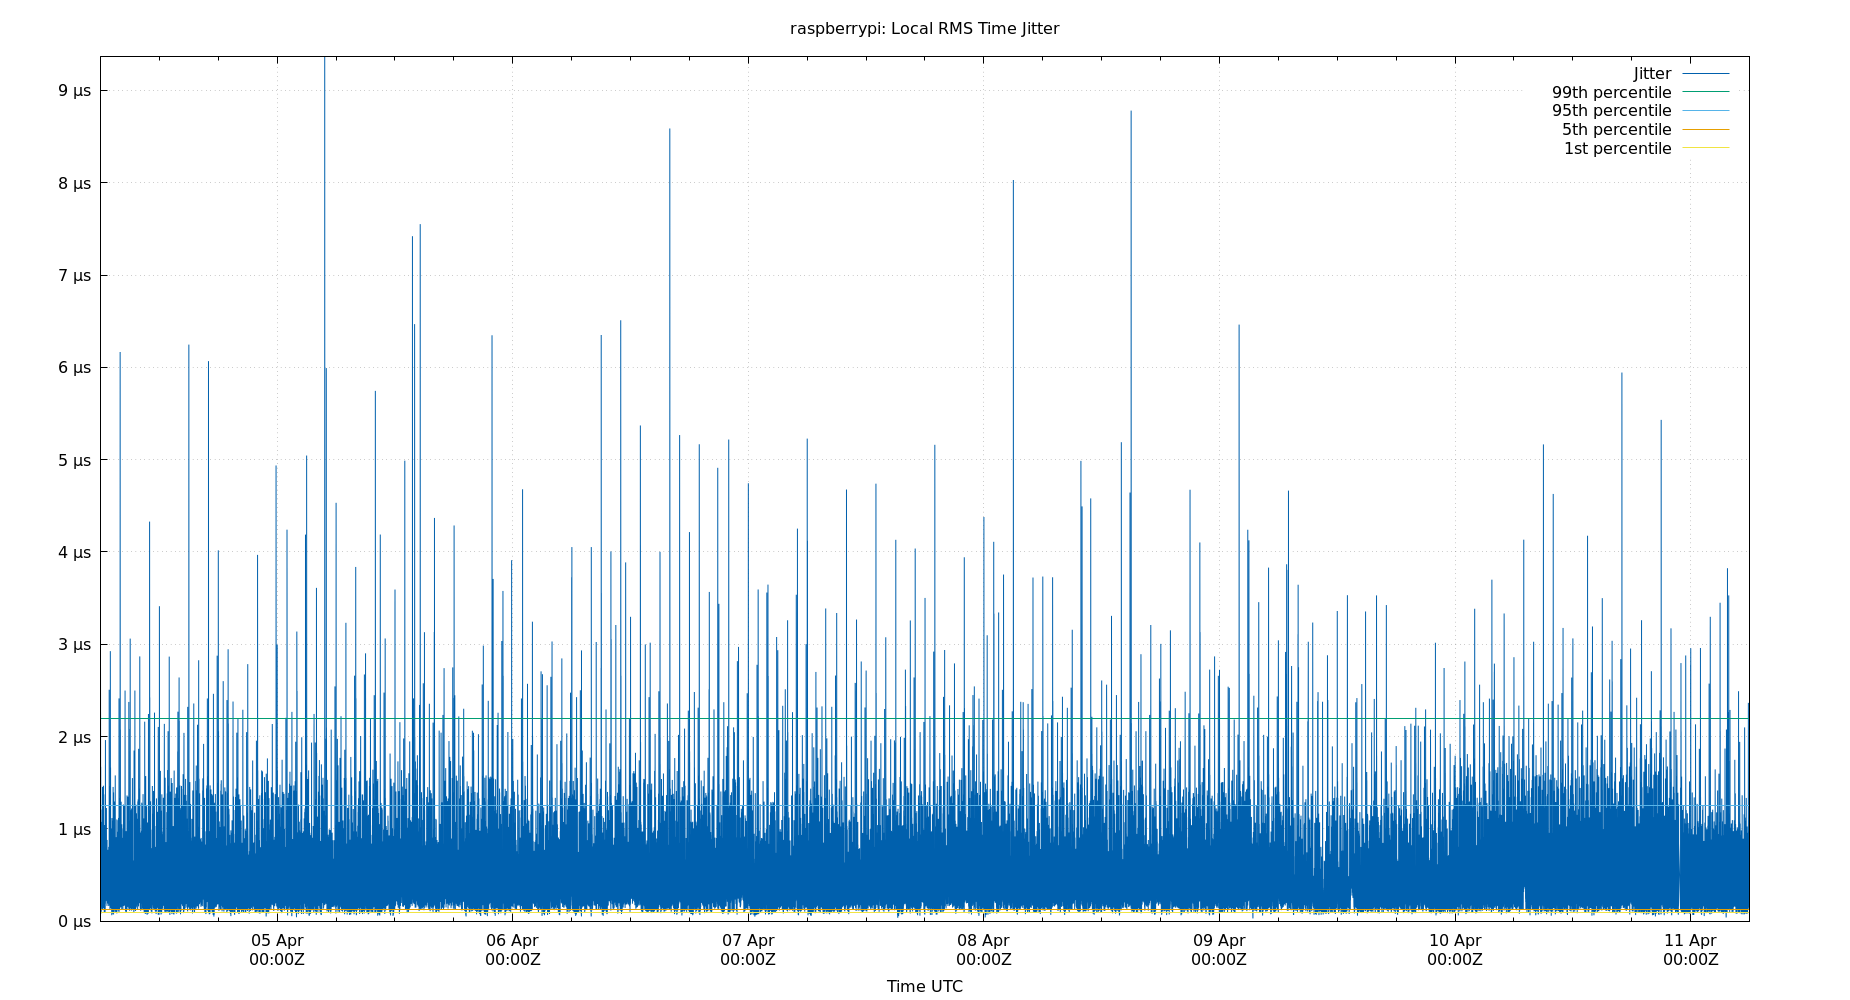 raspberrypi: Local RMS Time Jitter
Jitter
99th percentile
95th percentile
5th percentile
1st percentile
9 µs
8 µs
7 µs
6 µs
5 µs
4 µs
3 µs
2 µs
1 µs
0 µs
05 Apr 06 Apr 07 Apr 08 Apr 09 Apr 10 Apr 11 Apr
00:00Z 00:00Z 00:00Z 00:00Z 00:00Z 00:00Z 00:00Z
Time UTC